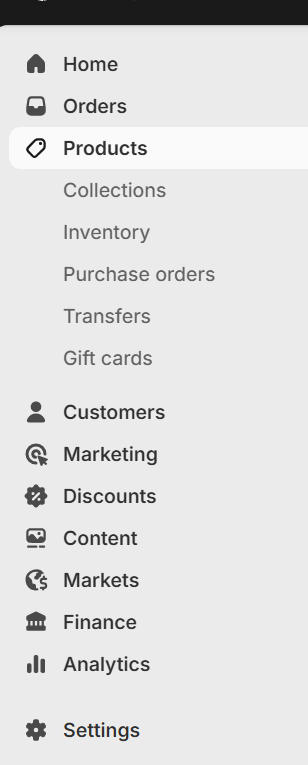 Home
Orders
Products
Collections
Inventory
Purchase orders
Transfers
Gift cards
Customers
Marketing
Discounts
Content
Markets
Finance
Analytics
Settings